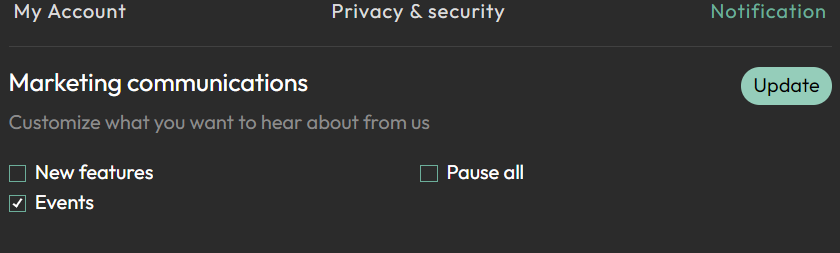 My Account Privacy & security Notification
Marketing communications Update
Customize what you want to hear about from us
New features Pause all
Events